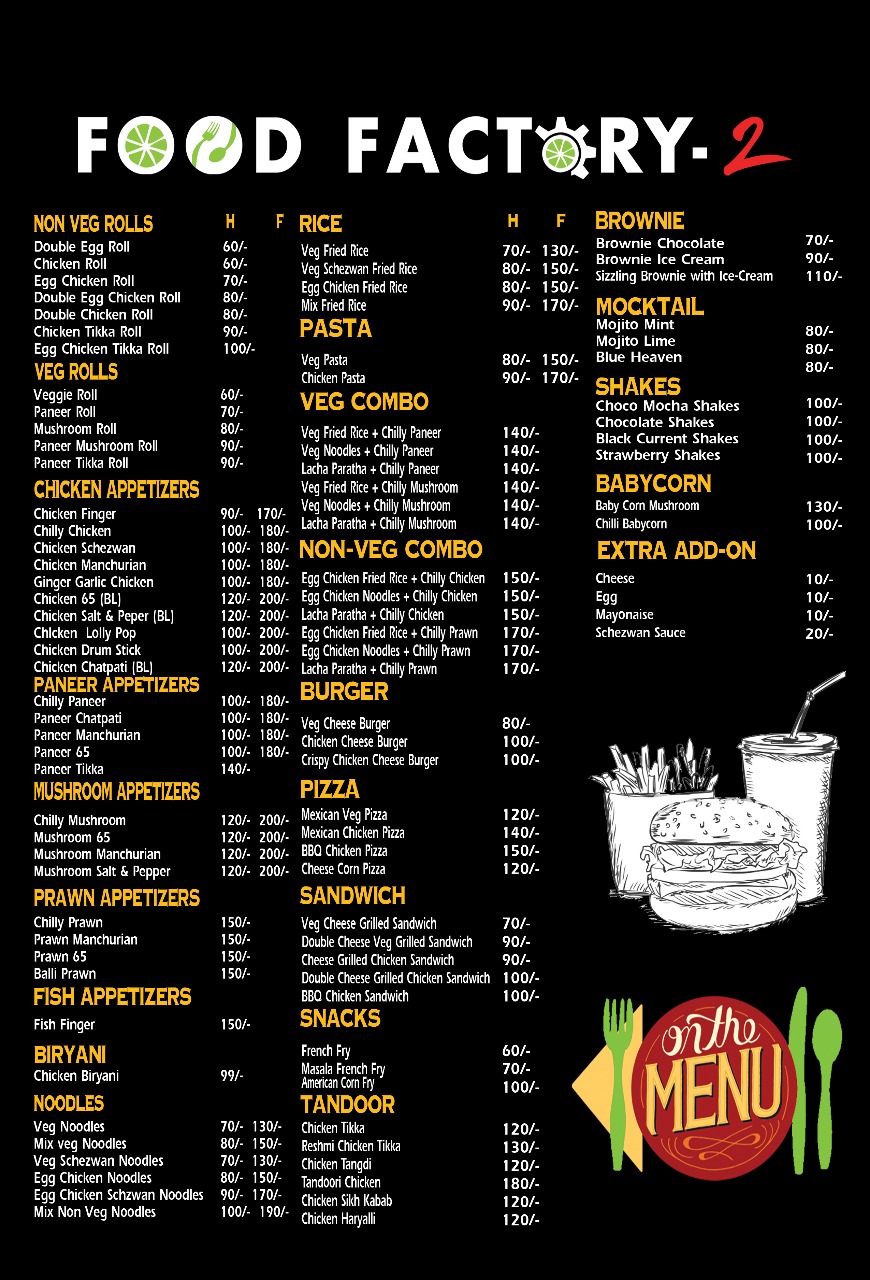 FOOD FACTORY-2
NON VEG ROLLS H F
Double Egg Roll 60/-
Chicken Roll 60/-
Egg Chicken Roll 70/-
Double Egg Chicken Roll 80/-
Double Chicken Roll 80/-
Chicken Tikka Roll 90/-
Egg Chicken Tikka Roll 100/-
VEG ROLLS
Veggie Roll 60/-
Paneer Roll 70/-
Mushroom Roll 80/-
Paneer Mushroom Roll 90/-
Paneer Tikka Roll 90/-
CHICKEN APPETIZERS
Chicken Finger 90/- 170/-
Chilly Chicken 100/- 180/-
Chicken Schezwan 100/- 180/-
Chicken Manchurian 100/- 180/-
Ginger Garlic Chicken 100/- 180/-
Chicken 65 (BL) 120/- 200/-
Chicken Salt & Peper (BL) 120/- 200/-
Chicken Lolly Pop 100/- 200/-
Chicken Drum Stick 100/- 200/-
Chicken Chatpati (BL) 120/- 200/-
PANEER APPETIZERS
Chilly Paneer 100/- 180/-
Paneer Chatpati 100/- 180/-
Paneer Manchurian 100/- 180/-
Paneer 65 100/- 180/-
Paneer Tikka 140/-
MUSHROOM APPETIZERS
Chilly Mushroom 120/- 200/-
Mushroom 65 120/- 200/-
Mushroom Manchurian 120/- 200/-
Mushroom Salt & Pepper 120/- 200/-
PRAWN APPETIZERS
Chilly Prawn 150/-
Prawn Manchurian 150/-
Prawn 65 150/-
Balli Prawn 150/-
FISH APPETIZERS
Fish Finger 150/-
BIRYANI
Chicken Biryani 99/-
NOODLES
Veg Noodles 70/- 130/-
Mix veg Noodles 80/- 150/-
Veg Schezwan Noodles 70/- 130/-
Egg Chicken Noodles 80/- 150/-
Egg Chicken Schzwan Noodles 90/- 170/-
Mix Non Veg Noodles 100/- 190/-
RICE H F
Veg Fried Rice 70/- 130/-
Veg Schezwan Fried Rice 80/- 150/-
Egg Chicken Fried Rice 80/- 150/-
Mix Fried Rice 90/- 170/-
PASTA
Veg Pasta 80/- 150/-
Chicken Pasta 90/- 170/-
VEG COMBO
Veg Fried Rice + Chilly Paneer 140/-
Veg Noodles + Chilly Paneer 140/-
Lacha Paratha + Chilly Paneer 140/-
Veg Fried Rice + Chilly Mushroom 140/-
Veg Noodles + Chilly Mushroom 140/-
Lacha Paratha + Chilly Mushroom 140/-
NON-VEG COMBO
Egg Chicken Fried Rice + Chilly Chicken 150/-
Egg Chicken Noodles + Chilly Chicken 150/-
Lacha Paratha + Chilly Chicken 150/-
Egg Chicken Fried Rice + Chilly Prawn 170/-
Egg Chicken Noodles + Chilly Prawn 170/-
Lacha Paratha + Chilly Prawn 170/-
BURGER
Veg Cheese Burger 80/-
Chicken Cheese Burger 100/-
Crispy Chicken Cheese Burger 100/-
PIZZA
Mexican Veg Pizza 120/-
Mexican Chicken Pizza 140/-
BBQ Chicken Pizza 150/-
Cheese Corn Pizza 120/-
SANDWICH
Veg Cheese Grilled Sandwich 70/-
Double Cheese Veg Grilled Sandwich 90/-
Cheese Grilled Chicken Sandwich 90/-
Double Cheese Grilled Chicken Sandwich 100/-
BBQ Chicken Sandwich 100/-
SNACKS
French Fry 60/-
Masala French Fry 70/-
American Corn Fry 100/-
TANDOOR
Chicken Tikka 120/-
Reshmi Chicken Tikka 130/-
Chicken Tangdi 120/-
Tandoori Chicken 180/-
Chicken Sikh Kabab 120/-
Chicken Haryalli 120/-
BROWNIE
Brownie Chocolate 70/-
Brownie Ice Cream 90/-
Sizzling Brownie with Ice-Cream 110/-
MOCKTAIL
Mojito Mint 80/-
Mojito Lime 80/-
Blue Heaven 80/-
SHAKES
Choco Mocha Shakes 100/-
Chocolate Shakes 100/-
Black Current Shakes 100/-
Strawberry Shakes 100/-
BABYCORN
Baby Corn Mushroom 130/-
Chilli Babycorn 100/-
EXTRA ADD-ON
Cheese 10/-
Egg 10/-
Mayonaise 10/-
Schezwan Sauce 20/-
on the
MENU